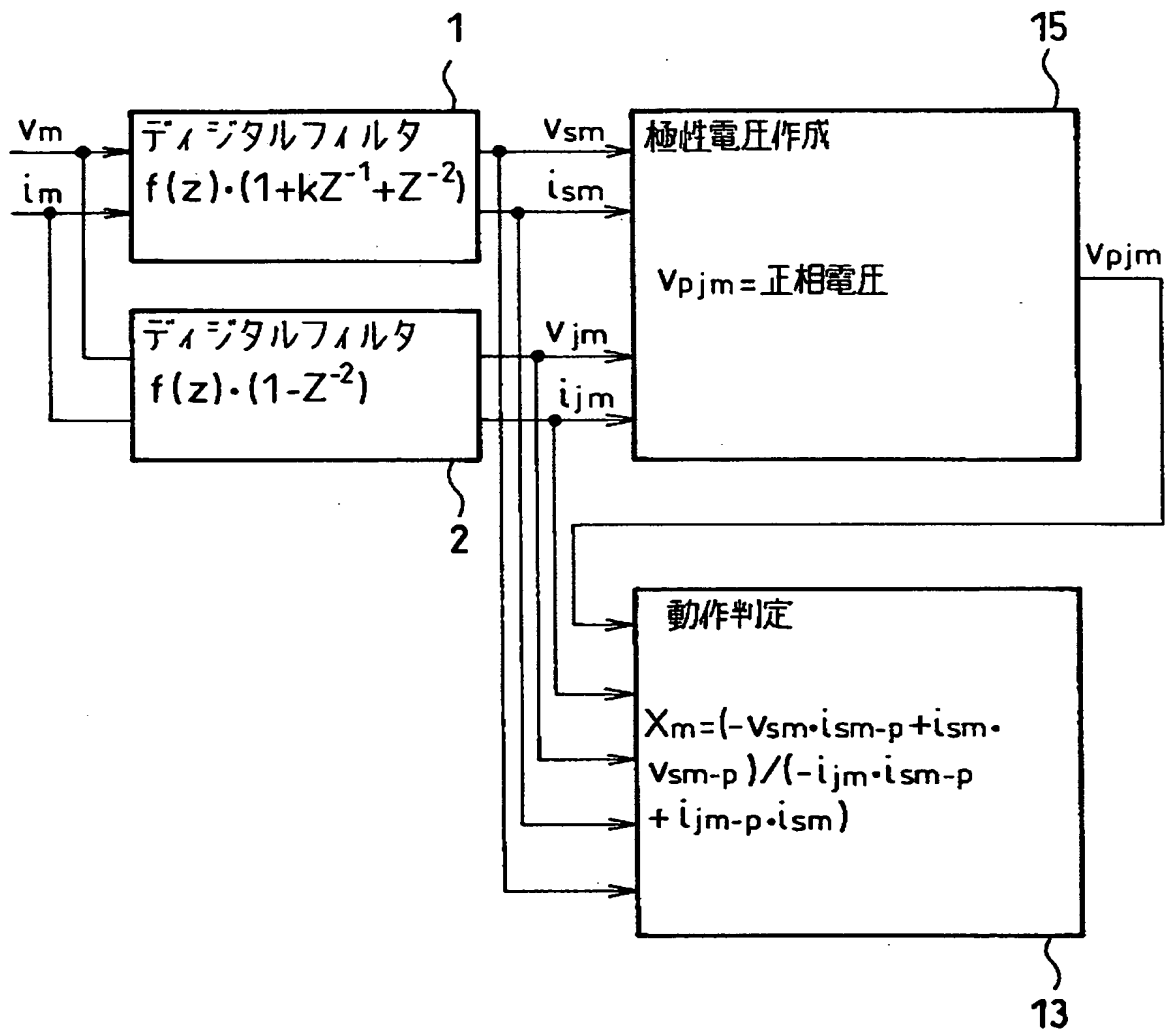 1
15
vm
im
ディジタルフィルタ
f(z)・(1+kZ⁻¹+Z⁻²)
vsm
ism
極性電圧作成
vpjm=正相電圧
vpjm
ディジタルフィルタ
f(z)・(1-Z⁻²)
vjm
ijm
2
動作判定
Xm=(-vsm・ism-p+ism・
vsm-p)/(-ijm・ism-p
+ijm-p・ism)
13